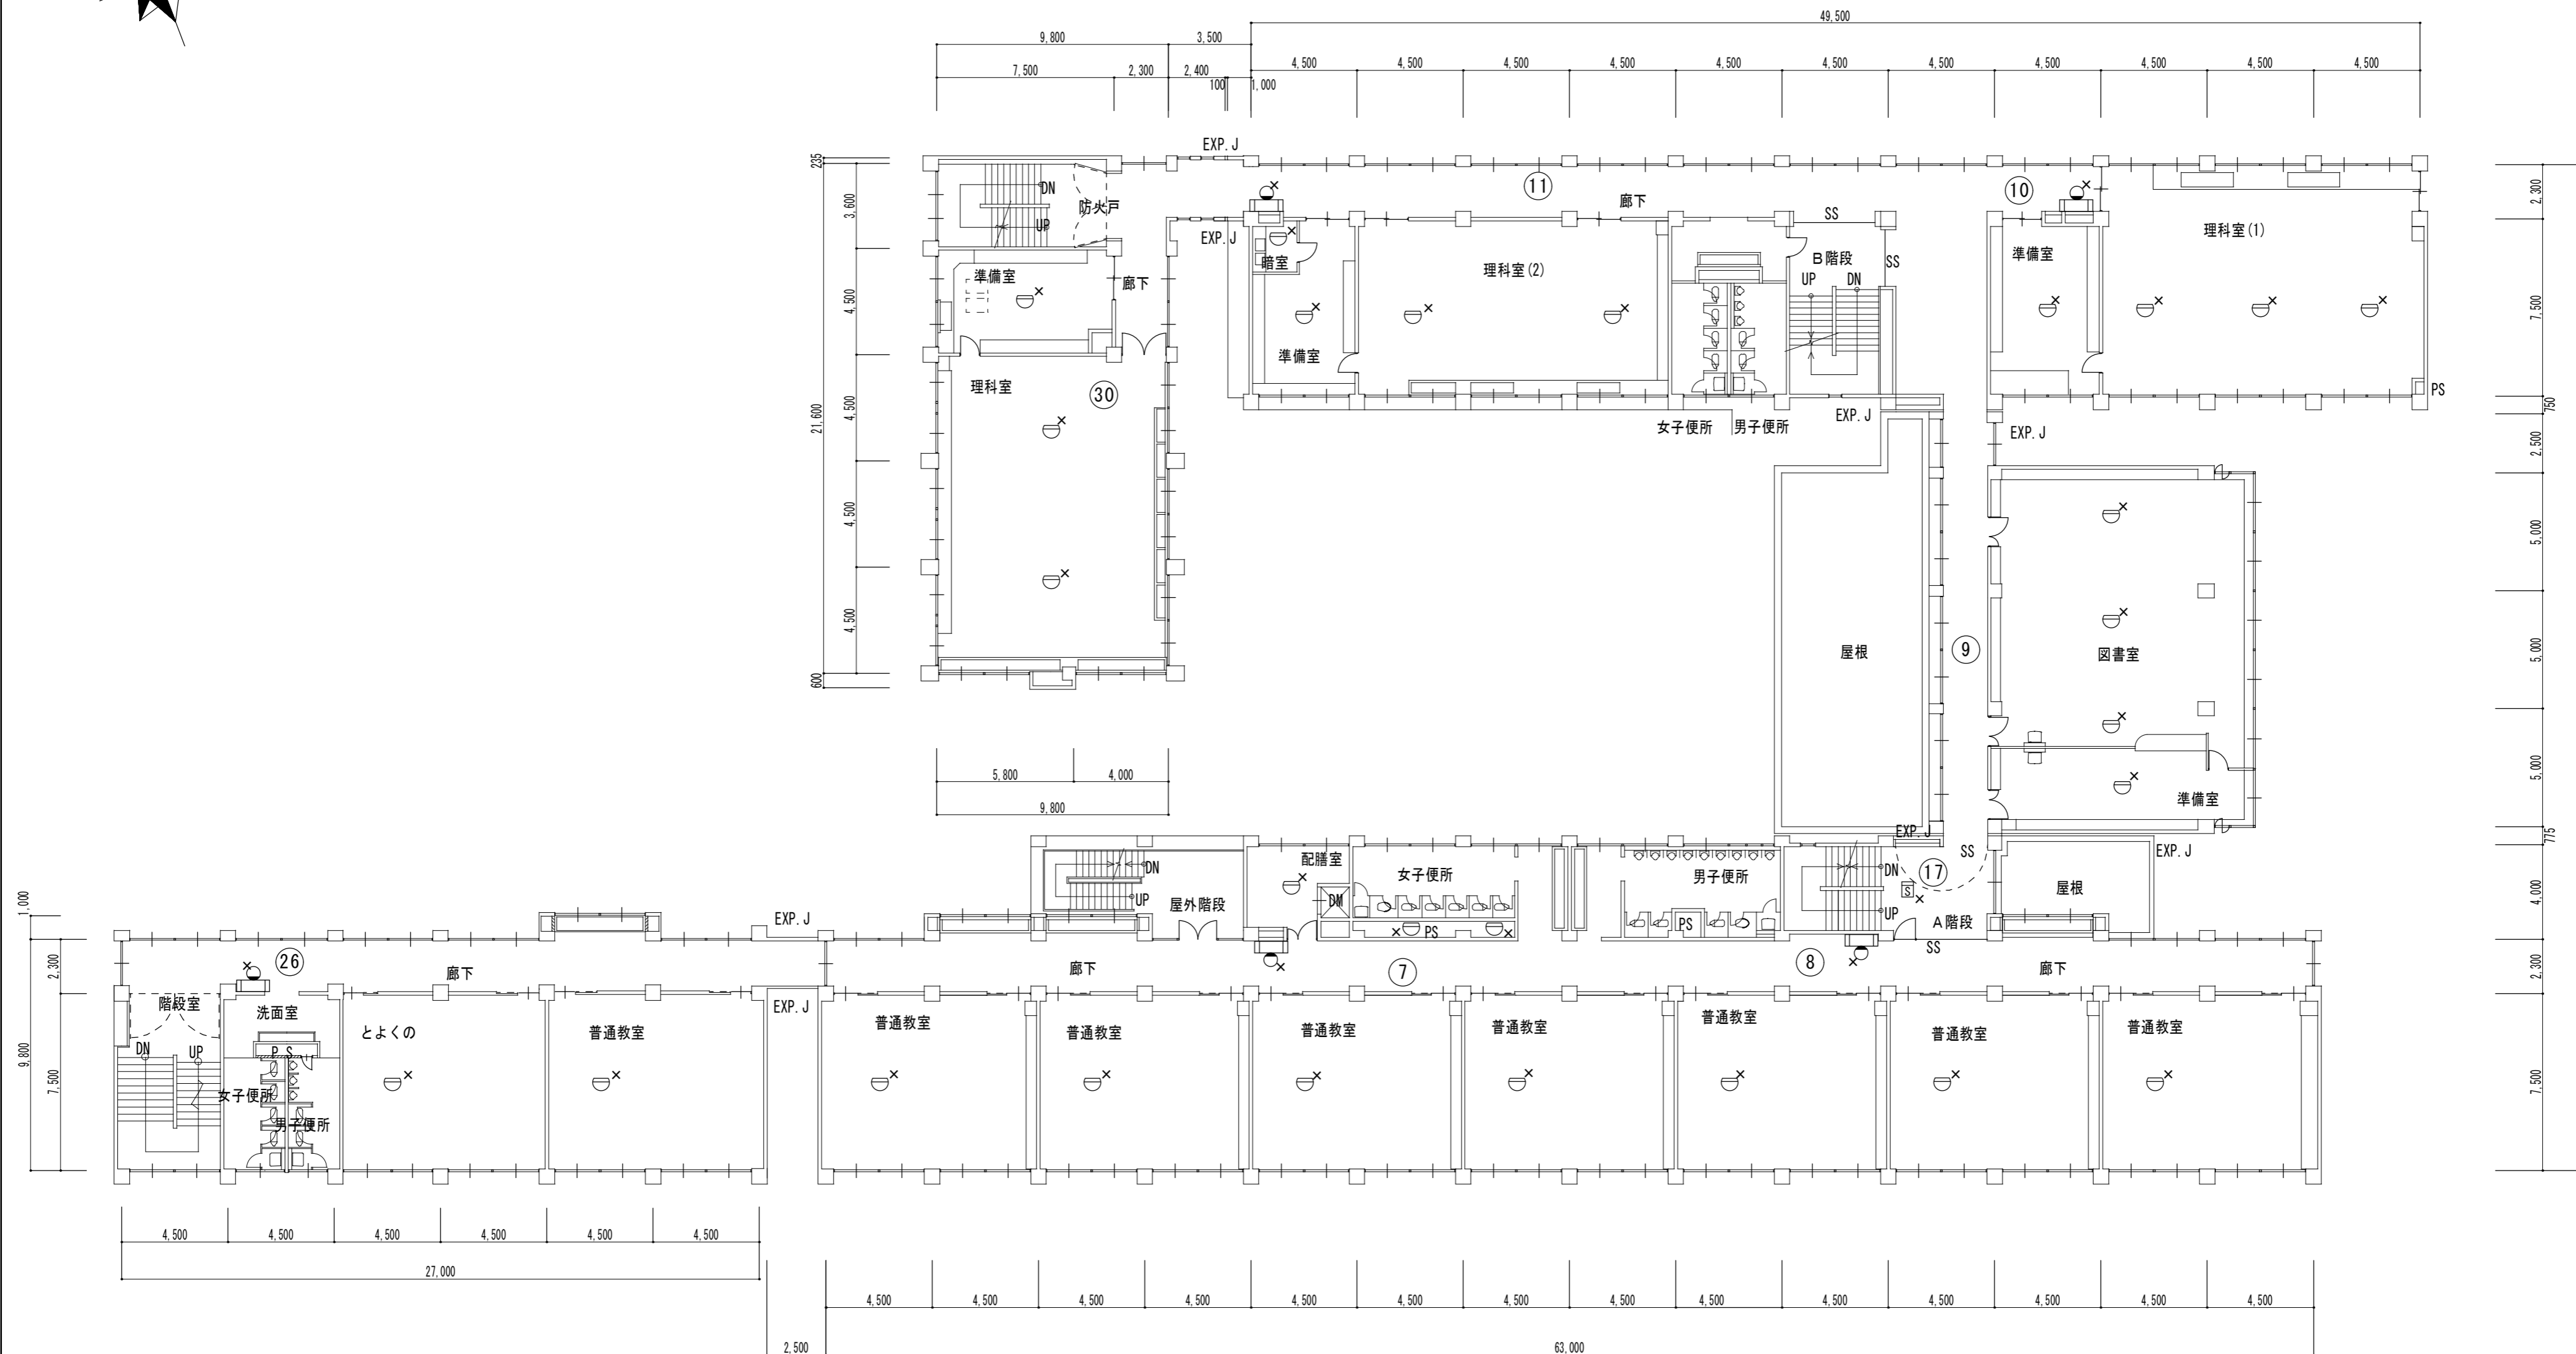 49,500
9,800
3,500
7,500
2,300
2,400
100
1,000
4,500
4,500
4,500
4,500
4,500
4,500
4,500
4,500
4,500
4,500
4,500
EXP.J
235
3,600
4,500
4,500
4,500
4,500
21,600
600
DN
UP
防火戸
EXP.J
準備室
廊下
理科室
30
11
廊下
10
暗室
準備室
理科室(2)
SS
B階段
SS
UP
DN
準備室
理科室(1)
PS
女子便所
男子便所
EXP.J
EXP.J
2,300
7,500
750
2,500
5,000
5,000
5,000
775
4,000
2,300
7,500
屋根
9
図書室
準備室
5,800
4,000
9,800
EXP.J
SS
17
EXP.J
DN
UP
屋外階段
配膳室
DM
女子便所
PS
男子便所
PS
DN
UP
S
A階段
SS
屋根
1,000
2,300
7,500
9,800
EXP.J
26
廊下
廊下
7
8
廊下
階段室
洗面室
DN
UP
P S
女子便所
男子便所
とよくの
普通教室
EXP.J
普通教室
普通教室
普通教室
普通教室
普通教室
普通教室
普通教室
4,500
4,500
4,500
4,500
4,500
4,500
27,000
4,500
4,500
4,500
4,500
4,500
4,500
4,500
4,500
4,500
4,500
4,500
4,500
4,500
4,500
2,500
63,000